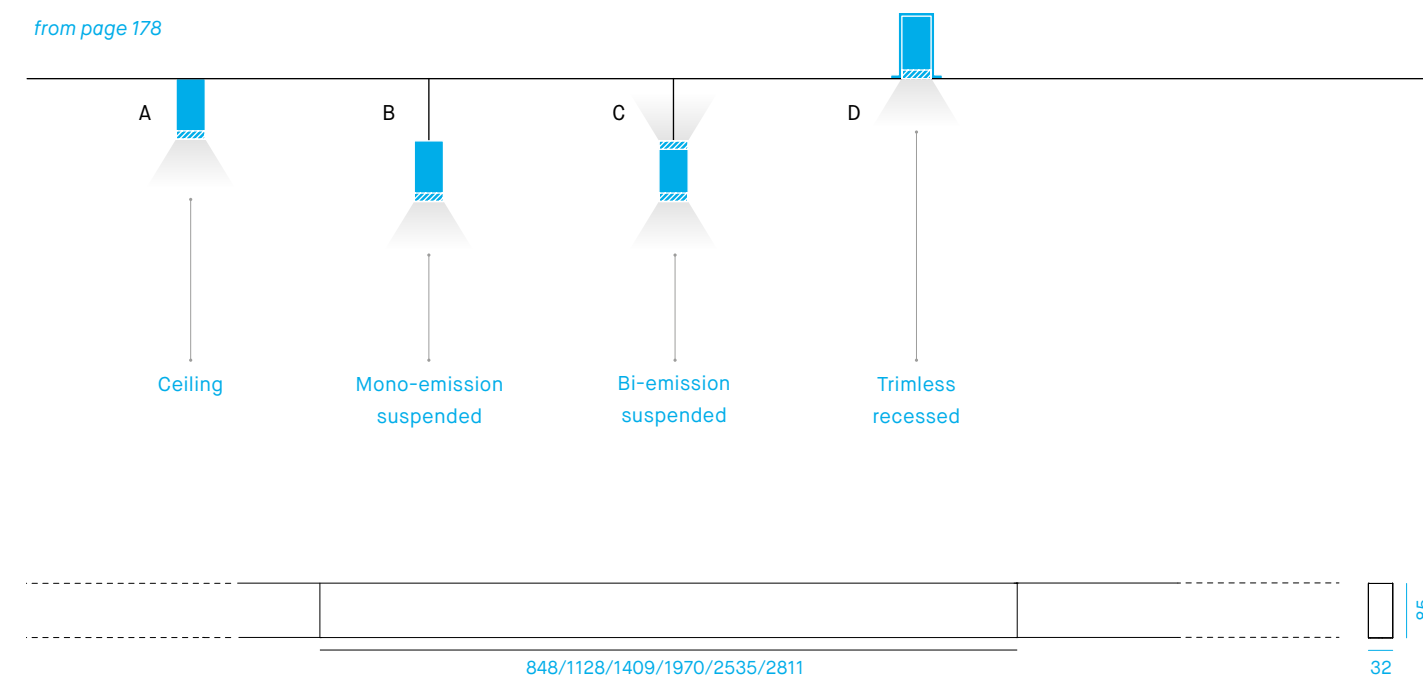 from page 178
A
B
C
D
Ceiling
Mono-emission
suspended
Bi-emission
suspended
Trimless
recessed
848/1128/1409/1970/2535/2811
32